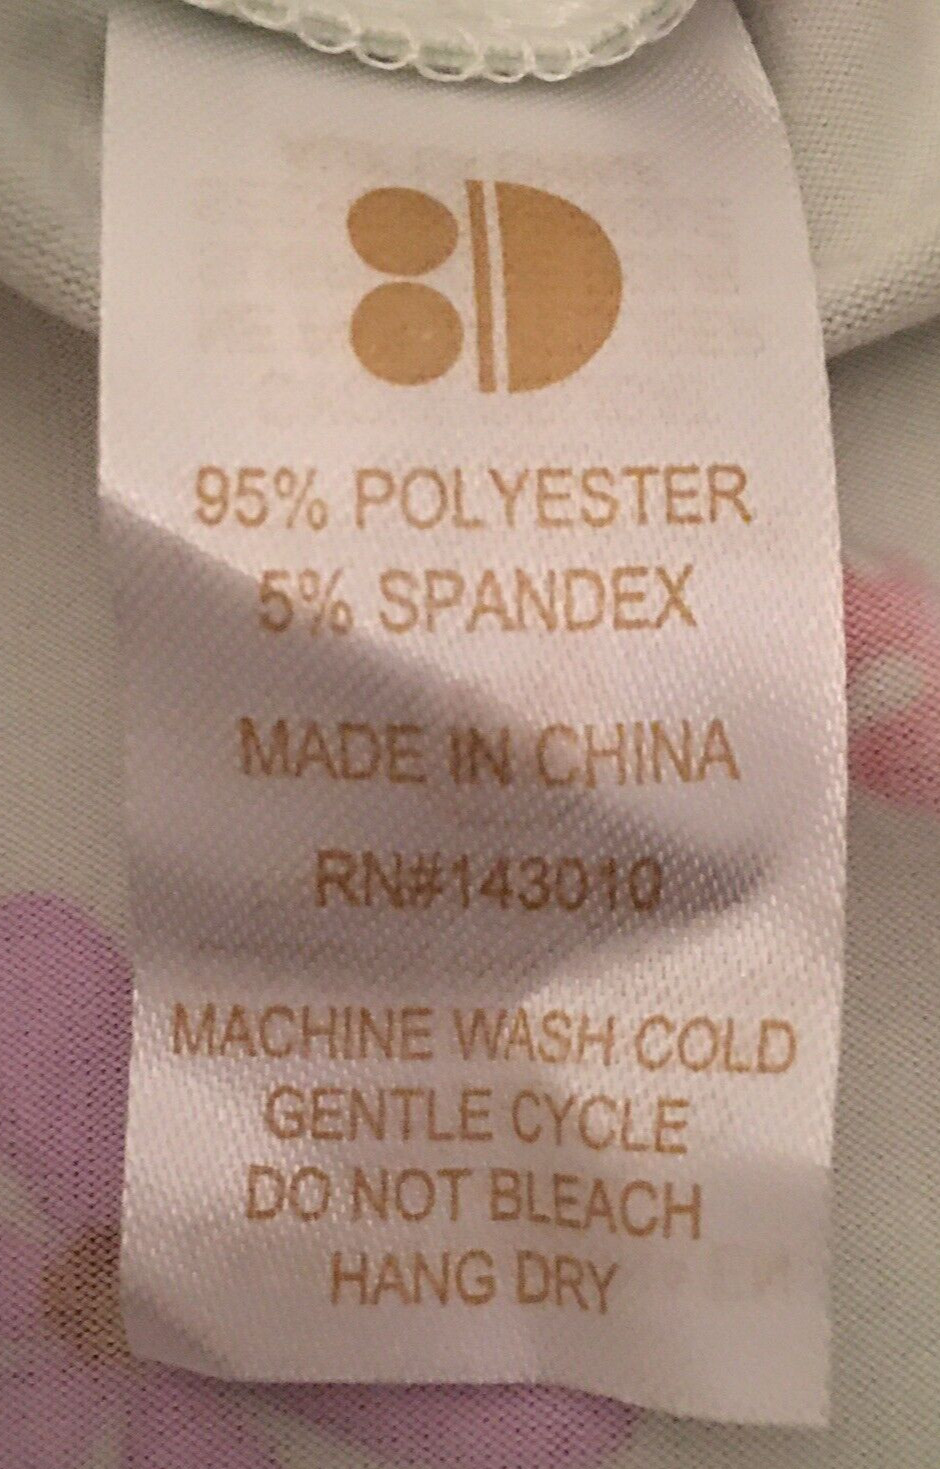 95% POLYESTER
5% SPANDEX
MADE IN CHINA
RN#143010
MACHINE WASH COLD
GENTLE CYCLE
DO NOT BLEACH
HANG DRY